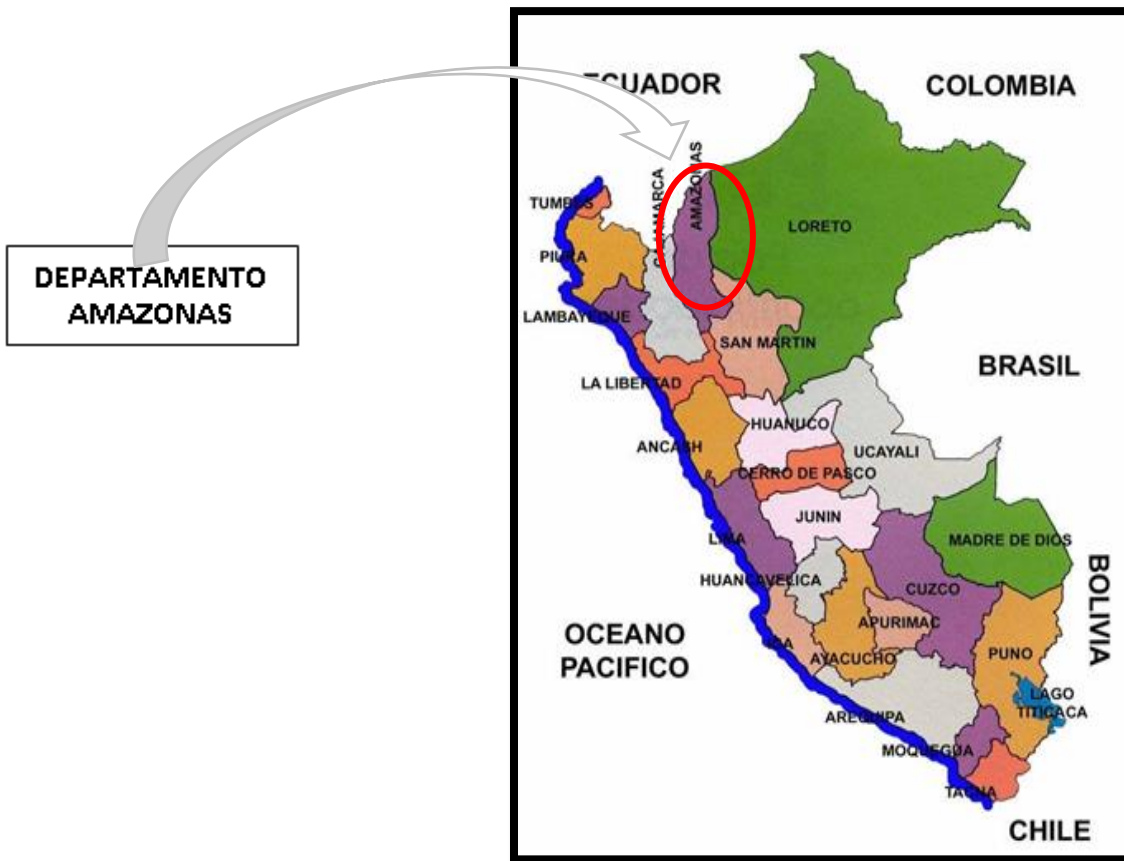 ECUADOR
COLOMBIA
AMAZONAS
CAJAMARCA
TUMBES
LORETO
PIURA
DEPARTAMENTO
AMAZONAS
LAMBAYEQUE
SAN MARTIN
BRASIL
LA LIBERTAD
HUANUCO
ANCASH
UCAYALI
CERRO DE PASCO
JUNIN
LIMA
MADRE DE DIOS
HUANCAVELICA
CUZCO
BOLIVIA
APURIMAC
OCEANO
PACIFICO
ICA
AYACUCHO
PUNO
LAGO
TITICACA
AREQUIPA
MOQUEGUA
TACNA
CHILE